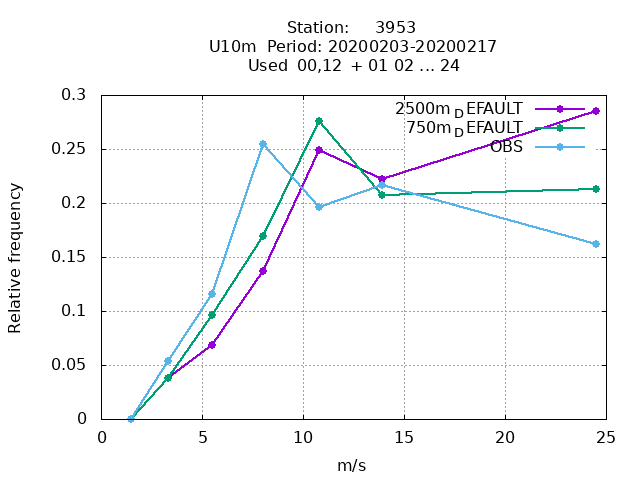 Station: 3953
U10m Period: 20200203-20200217
Used 00,12 + 01 02 ... 24
0.3
0.25
0.2
0.15
0.1
0.05
0
0 5 10 15 20 25
Relative frequency
m/s
2500m_DEFAULT
750m_DEFAULT
OBS